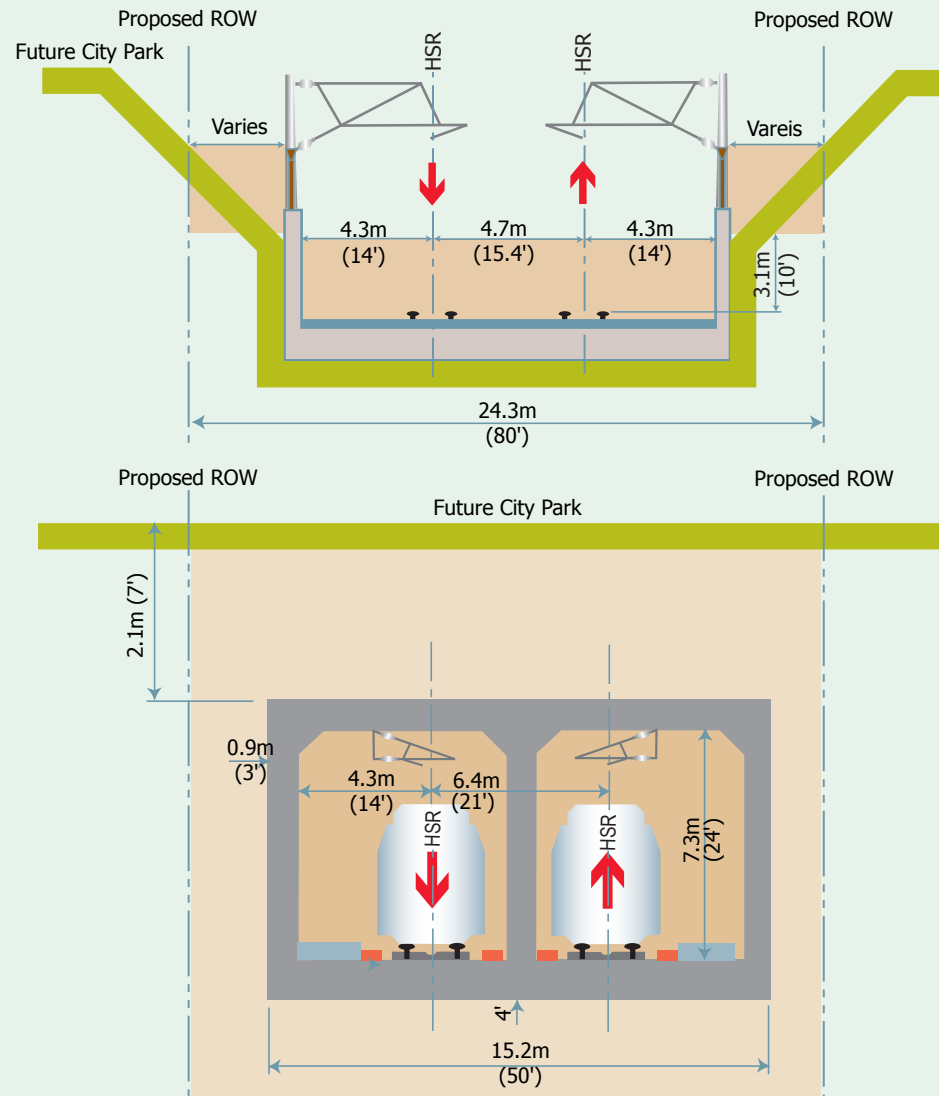 Proposed ROW
Proposed ROW
Future City Park
HSR
HSR
Varies
Vareis
4.3m
(14')
4.7m
(15.4')
4.3m
(14')
3.1m
(10')
24.3m
(80')
Proposed ROW
Proposed ROW
Future City Park
2.1m (7')
0.9m
(3')
4.3m
(14')
6.4m
(21')
HSR
HSR
7.3m
(24')
4'
15.2m
(50')